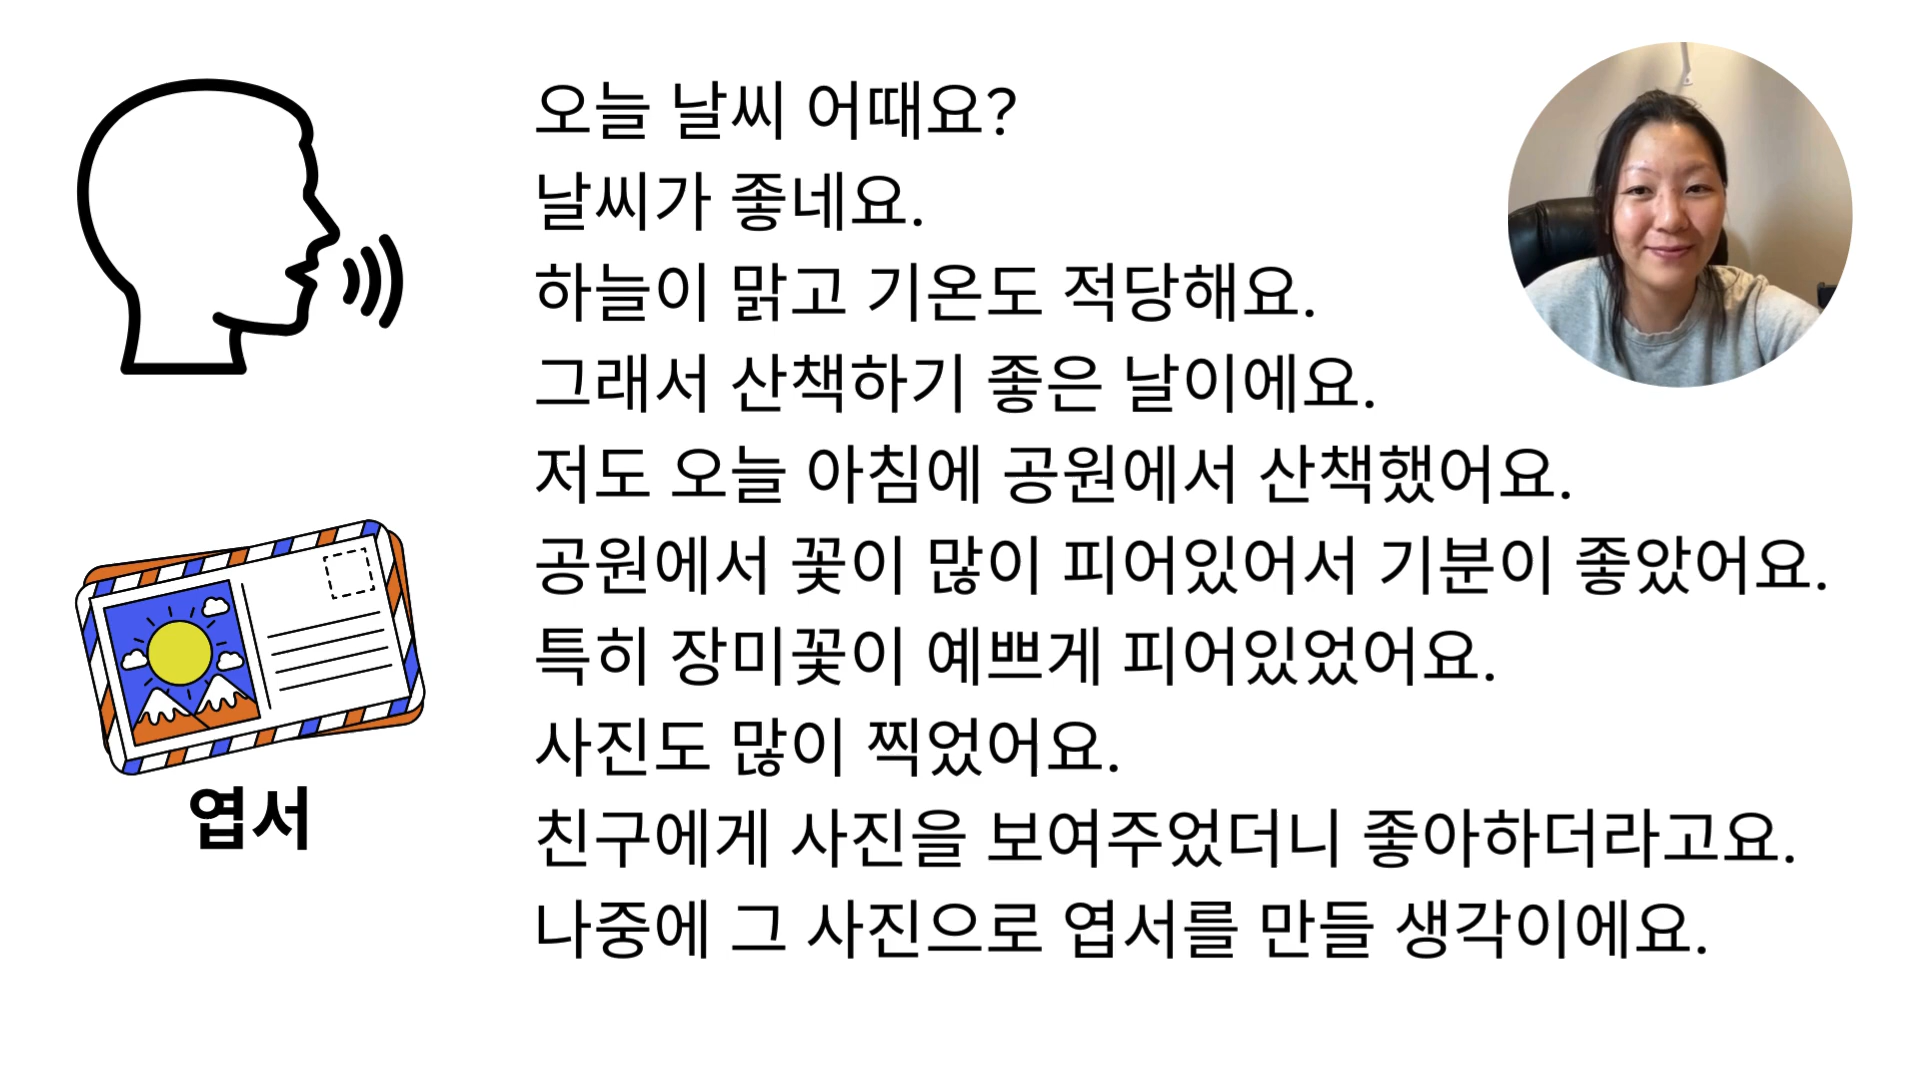 오늘 날씨 어때요?
날씨가 좋네요.
하늘이 맑고 기온도 적당해요.
그래서 산책하기 좋은 날이에요.
저도 오늘 아침에 공원에서 산책했어요.
공원에서 꽃이 많이 피어있어서 기분이 좋았어요.
특히 장미꽃이 예쁘게 피어있었어요.
사진도 많이 찍었어요.
친구에게 사진을 보여주었더니 좋아하더라고요.
나중에 그 사진으로 엽서를 만들 생각이에요.
엽서